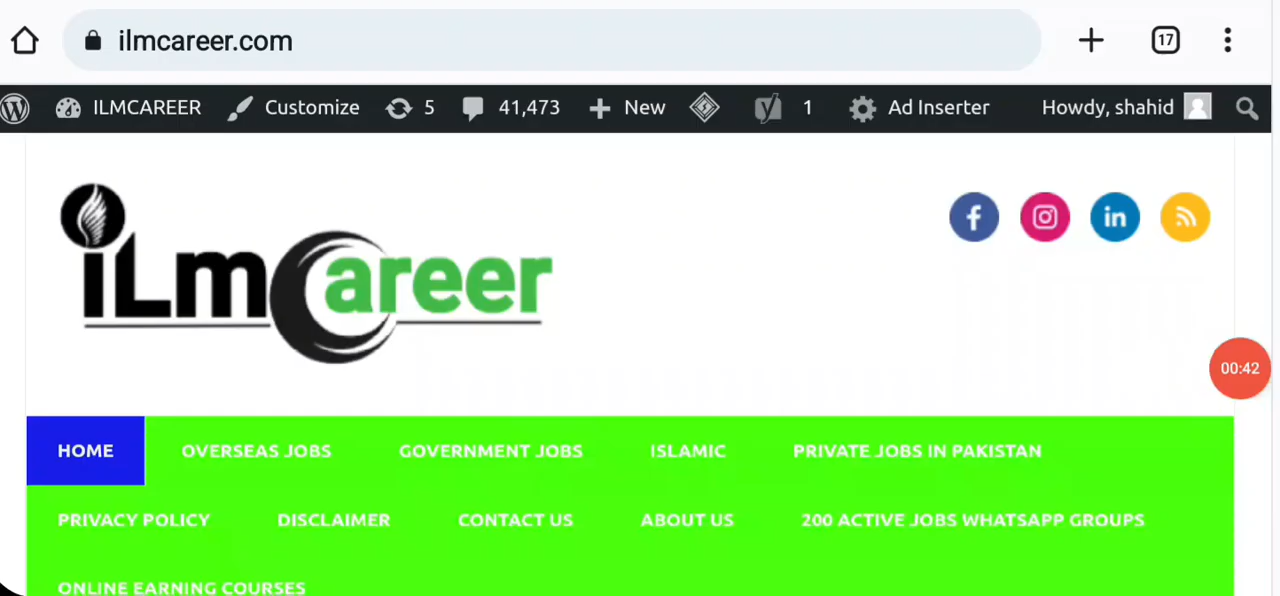 ilmcareer.com
17
ILMCAREER Customize 5 41,473 New 1 Ad Inserter Howdy, shahid
iLmCareer
00:42
HOME OVERSEAS JOBS GOVERNMENT JOBS ISLAMIC PRIVATE JOBS IN PAKISTAN
PRIVACY POLICY DISCLAIMER CONTACT US ABOUT US 200 ACTIVE JOBS WHATSAPP GROUPS
ONLINE EARNING COURSES